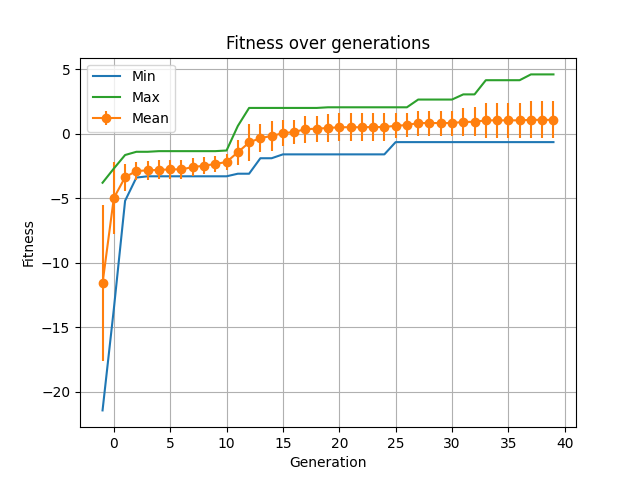 Fitness over generations
Min
Max
Mean
5
0
−5
−10
−15
−20
Fitness
0 5 10 15 20 25 30 35 40
Generation